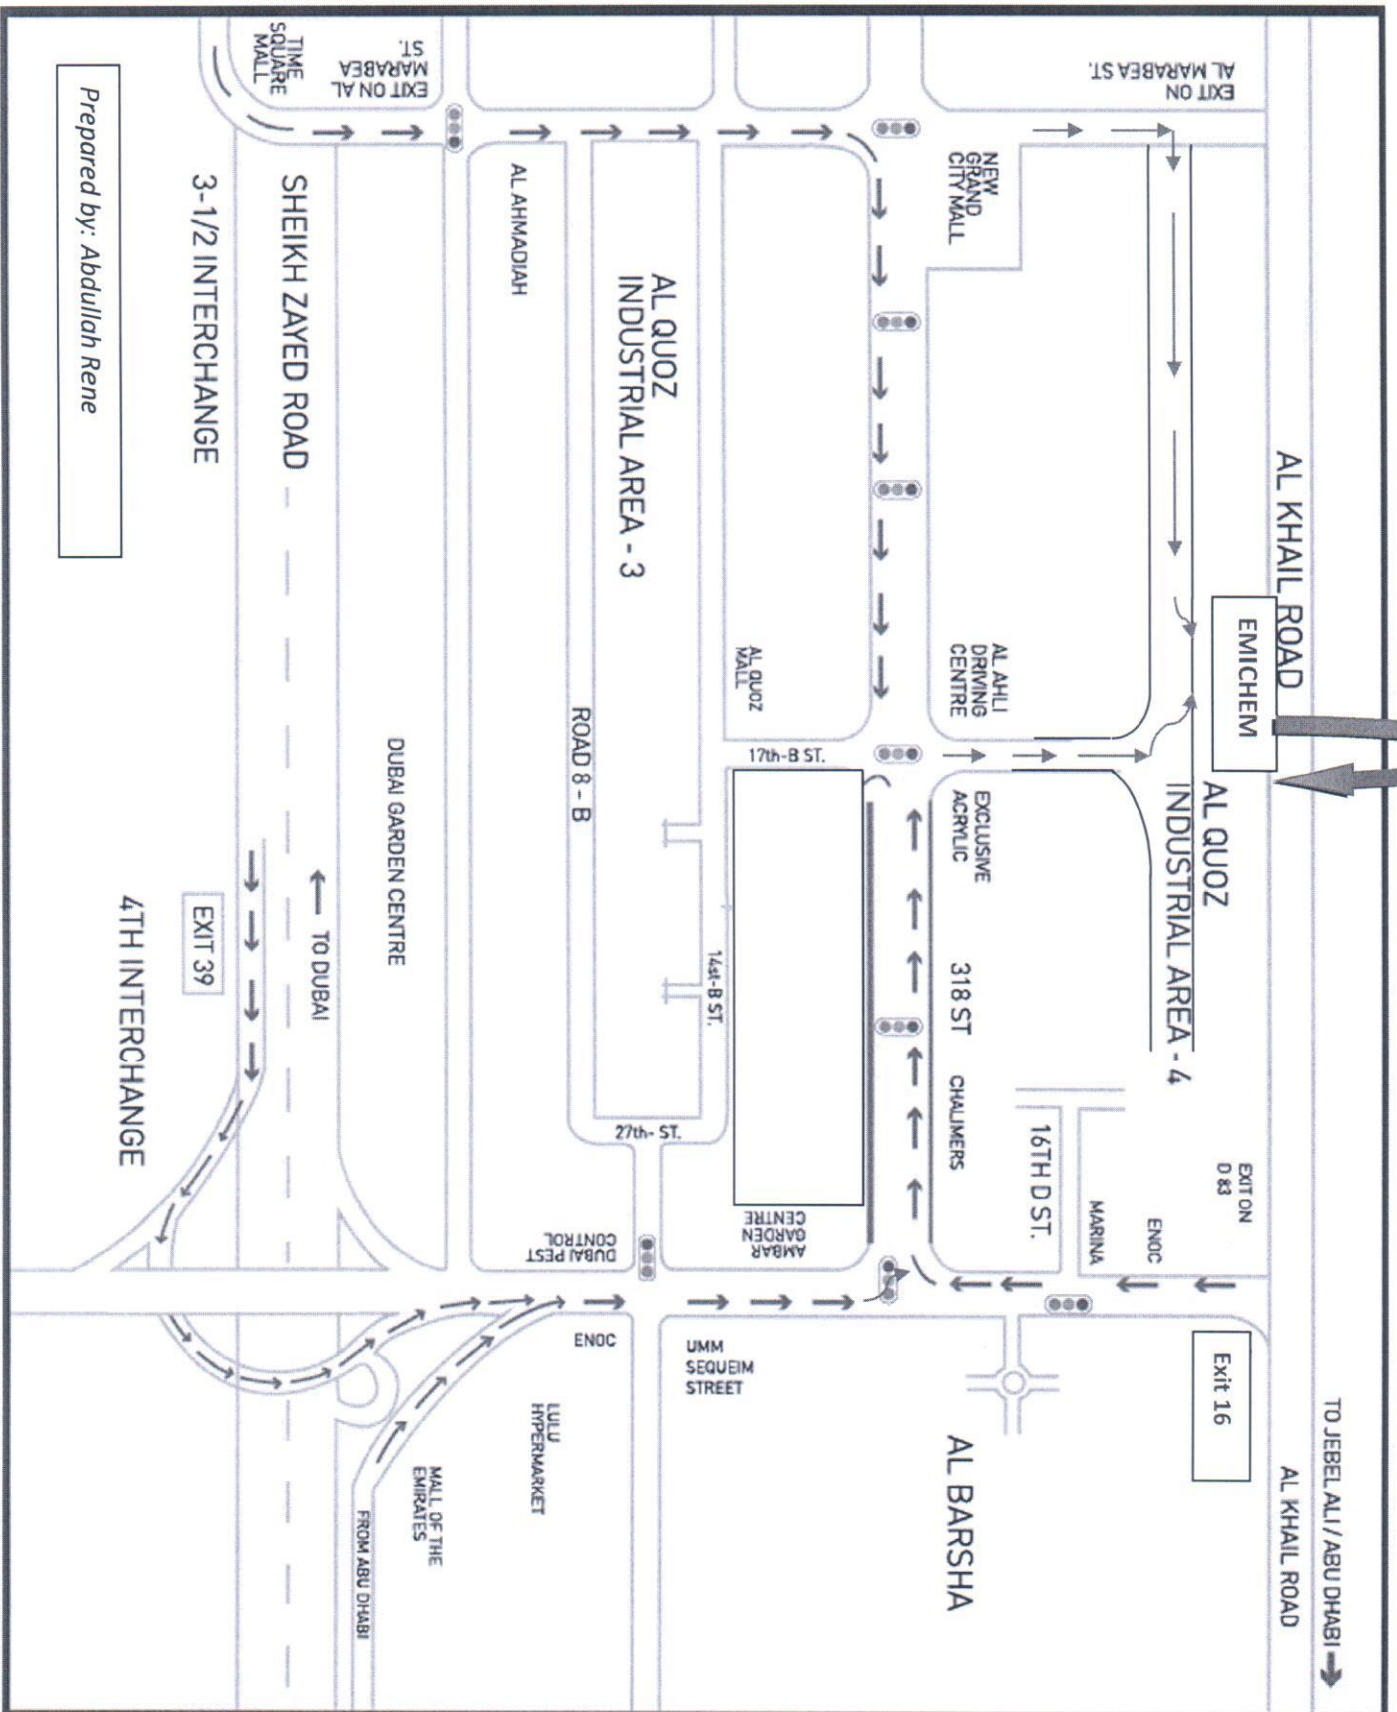 TO JEBEL ALI / ABU DHABI
AL KHAIL ROAD
AL KHAIL ROAD
EMICHEM
Exit 16
EXIT ON
D 83
EXIT ON
AL MARABEA ST.
AL QUOZ
INDUSTRIAL AREA - 4
ENOC
MARINA
16TH D ST.
NEW
GRAND
CITY MALL
AL AHLI
DRIVING
CENTRE
EXCLUSIVE
ACRYLIC
318 ST
CHALMERS
AL BARSHA
17th-B ST.
AL QUOZ
MALL
AMBAR
GARDEN
CENTRE
14st-B ST.
UMM
SEQUEIM
STREET
AL QUOZ
INDUSTRIAL AREA - 3
27th- ST.
ROAD 8 - B
DUBAI PEST
CONTROL
ENOC
AL AHMADIAH
LULU
HYPERMARKET
EXIT ON AL
MARABEA
ST.
DUBAI GARDEN CENTRE
MALL OF THE
EMIRATES
FROM ABU DHABI
TIME
SQUARE
MALL
TO DUBAI
SHEIKH ZAYED ROAD
3-1/2 INTERCHANGE
EXIT 39
4TH INTERCHANGE
Prepared by: Abdullah Rene